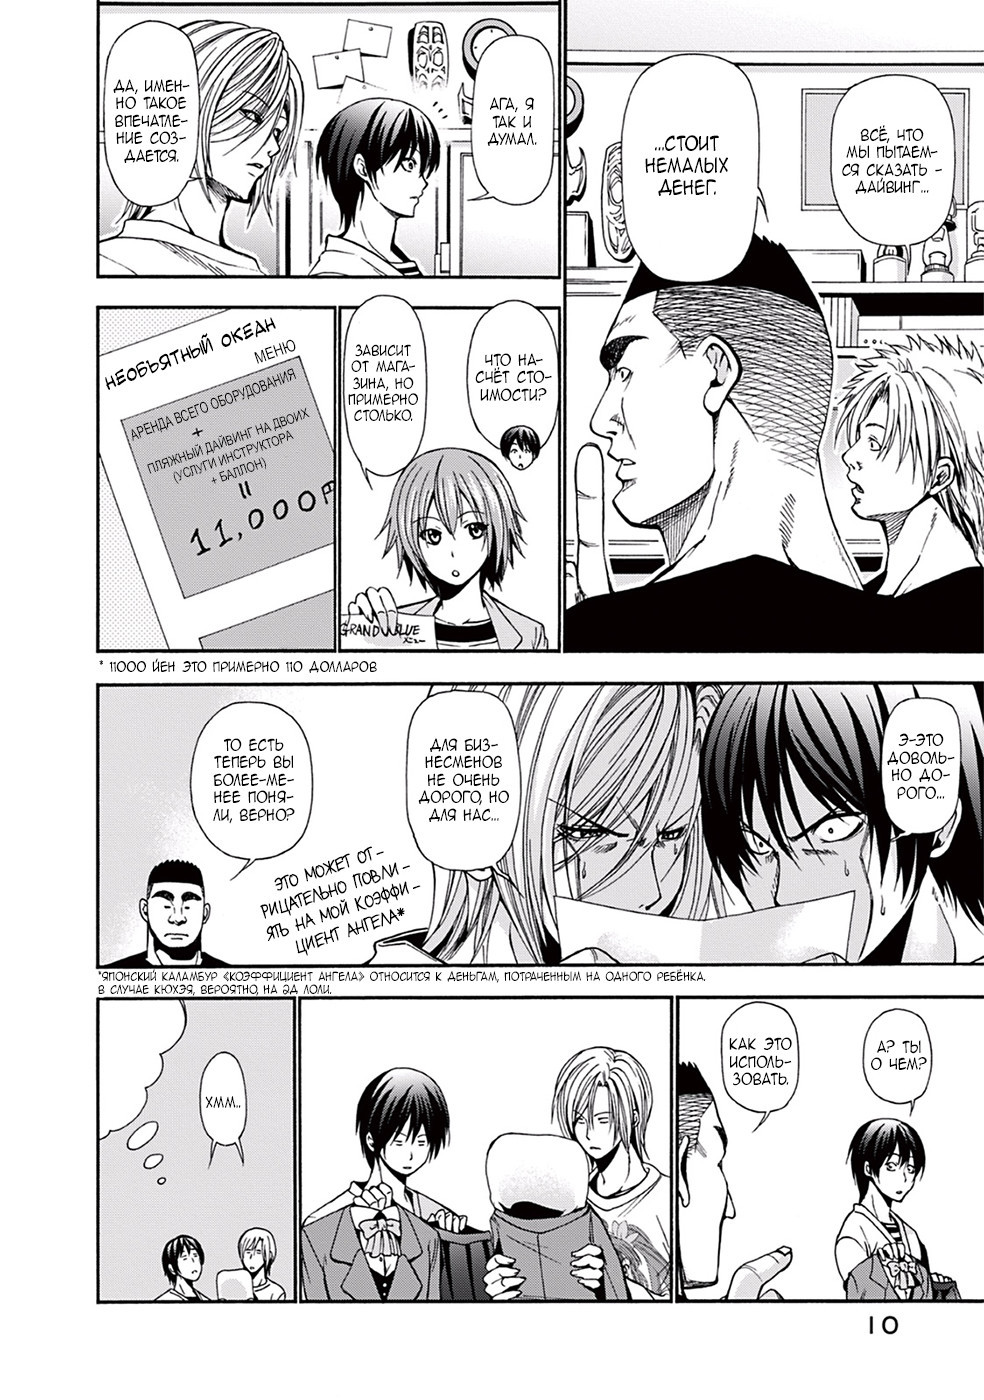 ВСЁ, ЧТО
МЫ ПЫТАЕМ-
СЯ СКАЗАТЬ -
ДАЙВИНГ...
...СТОИТ
НЕМАЛЫХ
ДЕНЕГ.
АГА, Я
ТАК И
ДУМАЛ.
ДА, ИМЕН-
НО ТАКОЕ
ВПЕЧАТЛЕ-
НИЕ СОЗ-
ДАЕТСЯ.
ЧТО НА-
СЧЁТ СТО-
ИМОСТИ?
ЗАВИСИТ
ОТ МАГА-
ЗИНА, НО
ПРИМЕРНО
СТОЛЬКО.
GRAND BLUE
НЕОБЪЯТНЫЙ ОКЕАН
МЕНЮ
АРЕНДА ВСЕГО ОБОРУДОВАНИЯ
+
ПЛЯЖНЫЙ ДАЙВИНГ НА ДВОИХ
(УСЛУГИ ИНСТРУКТОРА
+ БАЛЛОН)
=
11,000 円
* 11000 ЙЕН ЭТО ПРИМЕРНО 110 ДОЛЛАРОВ
Э-ЭТО
ДОВОЛЬ-
НО ДО-
РОГО...
ДЛЯ БИЗ-
НЕСМЕНОВ
НЕ ОЧЕНЬ
ДОРОГО, НО
ДЛЯ НАС...
ЭТО МОЖЕТ ОТ-
РИЦАТЕЛЬНО ПОВЛИ-
ЯТЬ НА МОЙ КОЭФФИ-
ЦИЕНТ АНГЕЛА*
ТО ЕСТЬ
ТЕПЕРЬ ВЫ
БОЛЕЕ-МЕ-
НЕЕ ПОНЯ-
ЛИ, ВЕРНО?
*ЯПОНСКИЙ КАЛАМБУР «КОЭФФИЦИЕНТ АНГЕЛА» ОТНОСИТСЯ К ДЕНЬГАМ, ПОТРАЧЕННЫМ НА ОДНОГО РЕБЁНКА.
В СЛУЧАЕ КЮХЭЯ, ВЕРОЯТНО, НА 2Д ЛОЛИ.
А? ТЫ
О ЧЕМ?
КАК ЭТО
ИСПОЛЬ-
ЗОВАТЬ.
ХММ..
10